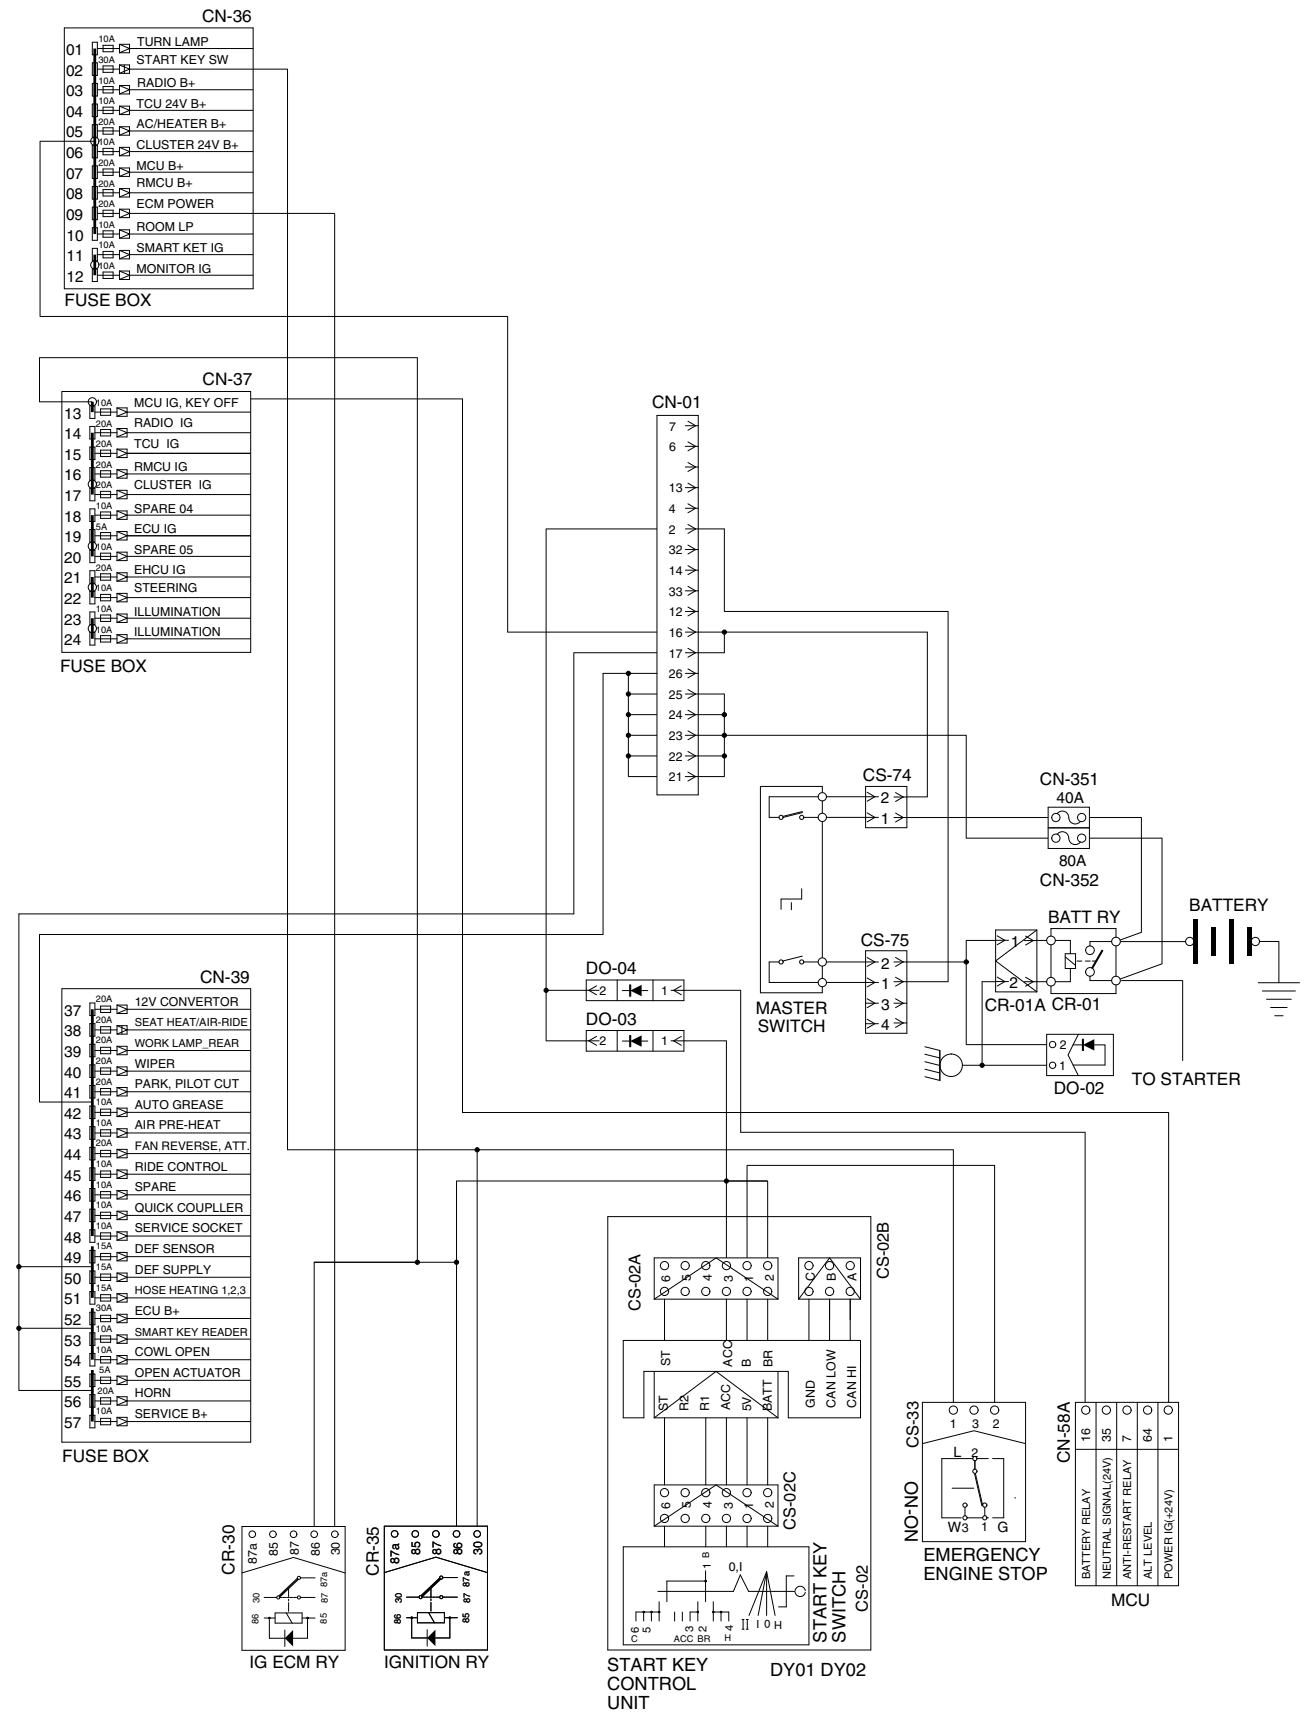 CN-36
01 10A TURN LAMP
02 30A START KEY SW
03 10A RADIO B+
04 10A TCU 24V B+
05 20A AC/HEATER B+
06 10A CLUSTER 24V B+
07 20A MCU B+
08 20A RMCU B+
09 20A ECM POWER
10 10A ROOM LP
11 10A SMART KET IG
12 10A MONITOR IG
FUSE BOX
CN-37
13 10A MCU IG, KEY OFF
14 20A RADIO IG
15 20A TCU IG
16 20A RMCU IG
17 20A CLUSTER IG
18 10A SPARE 04
19 5A ECU IG
20 10A SPARE 05
21 20A EHCU IG
22 10A STEERING
23 10A ILLUMINATION
24 10A ILLUMINATION
FUSE BOX
CN-01
7
6
13
4
2
32
14
33
12
16
17
26
25
24
23
22
21
CS-74
2
1
CN-351
40A
80A
CN-352
BATT RY
BATTERY
CS-75
2
1
3
4
1
2
CR-01A CR-01
MASTER
SWITCH
2
1
DO-02
TO STARTER
DO-04
2 1
DO-03
2 1
CN-39
37 20A 12V CONVERTOR
38 20A SEAT HEAT/AIR-RIDE
39 20A WORK LAMP_REAR
40 20A WIPER
41 20A PARK, PILOT CUT
42 10A AUTO GREASE
43 10A AIR PRE-HEAT
44 20A FAN REVERSE, ATT.
45 10A RIDE CONTROL
46 10A SPARE
47 10A QUICK COUPLLER
48 10A SERVICE SOCKET
49 15A DEF SENSOR
50 15A DEF SUPPLY
51 15A HOSE HEATING 1,2,3
52 30A ECU B+
53 10A SMART KEY READER
54 10A COWL OPEN
55 5A OPEN ACTUATOR
56 20A HORN
57 10A SERVICE B+
FUSE BOX
CR-30
87a 85 87 86 30
30 87a 87
86 85
IG ECM RY
CR-35
87a 85 87 86 30
30 87a 87
86 85
IGNITION RY
CS-02A
6 5 4 3 1 2
CS-02B
C B A
ST ACC B BR
GND CAN LOW CAN HI
ST R2 R1 ACC 5V BATT
CS-02C
6 5 4 3 1 2
1 B
0,I
6 5 3 2 4
C ACC BR H
II I 0 H
START KEY
SWITCH
CS-02
START KEY
CONTROL
UNIT
DY01 DY02
CS-33
1 3 2
L 2
W3 1 G
NO-NO
EMERGENCY
ENGINE STOP
CN-58A
16 BATTERY RELAY
35 NEUTRAL SIGNAL(24V)
7 ANTI-RESTART RELAY
64 ALT LEVEL
1 POWER IG(+24V)
MCU